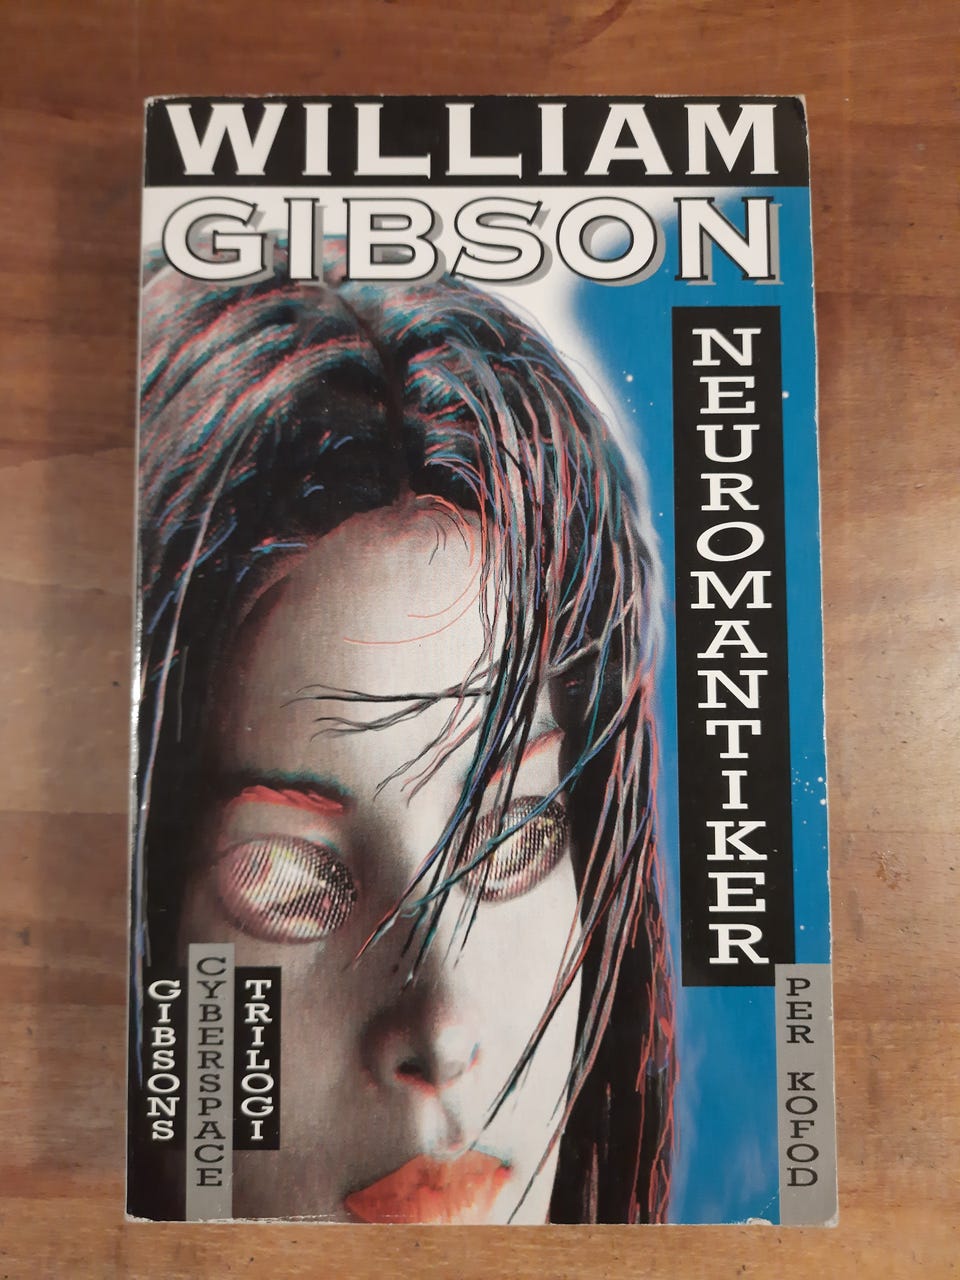 WILLIAM
GIBSON
NEUROMANTIKER
GIBSONS
CYBERSPACE
TRILOGI
PER KOFOD